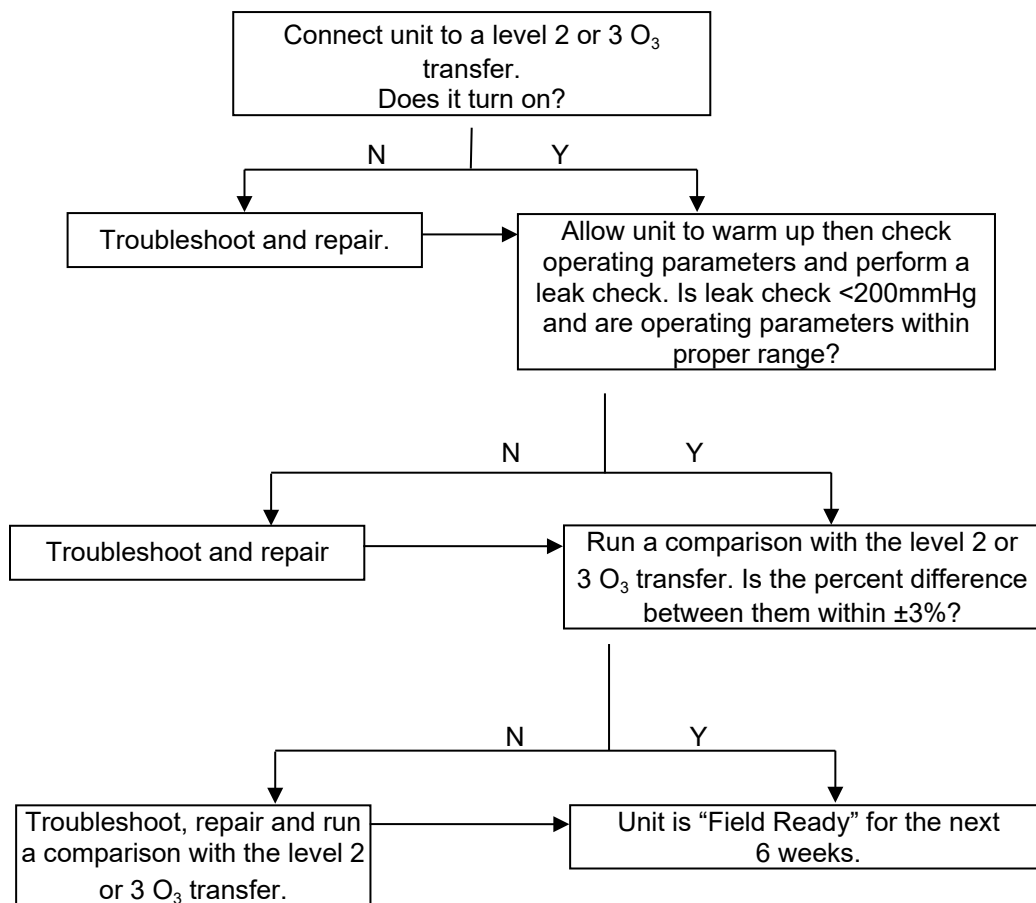 Connect unit to a level 2 or 3 O₃
transfer.
Does it turn on?
N
Y
Troubleshoot and repair.
Allow unit to warm up then check
operating parameters and perform a
leak check. Is leak check <200mmHg
and are operating parameters within
proper range?
N
Y
Troubleshoot and repair
Run a comparison with the level 2 or
3 O₃ transfer. Is the percent difference
between them within ±3%?
N
Y
Troubleshoot, repair and run
a comparison with the level 2
or 3 O₃ transfer.
Unit is “Field Ready” for the next
6 weeks.